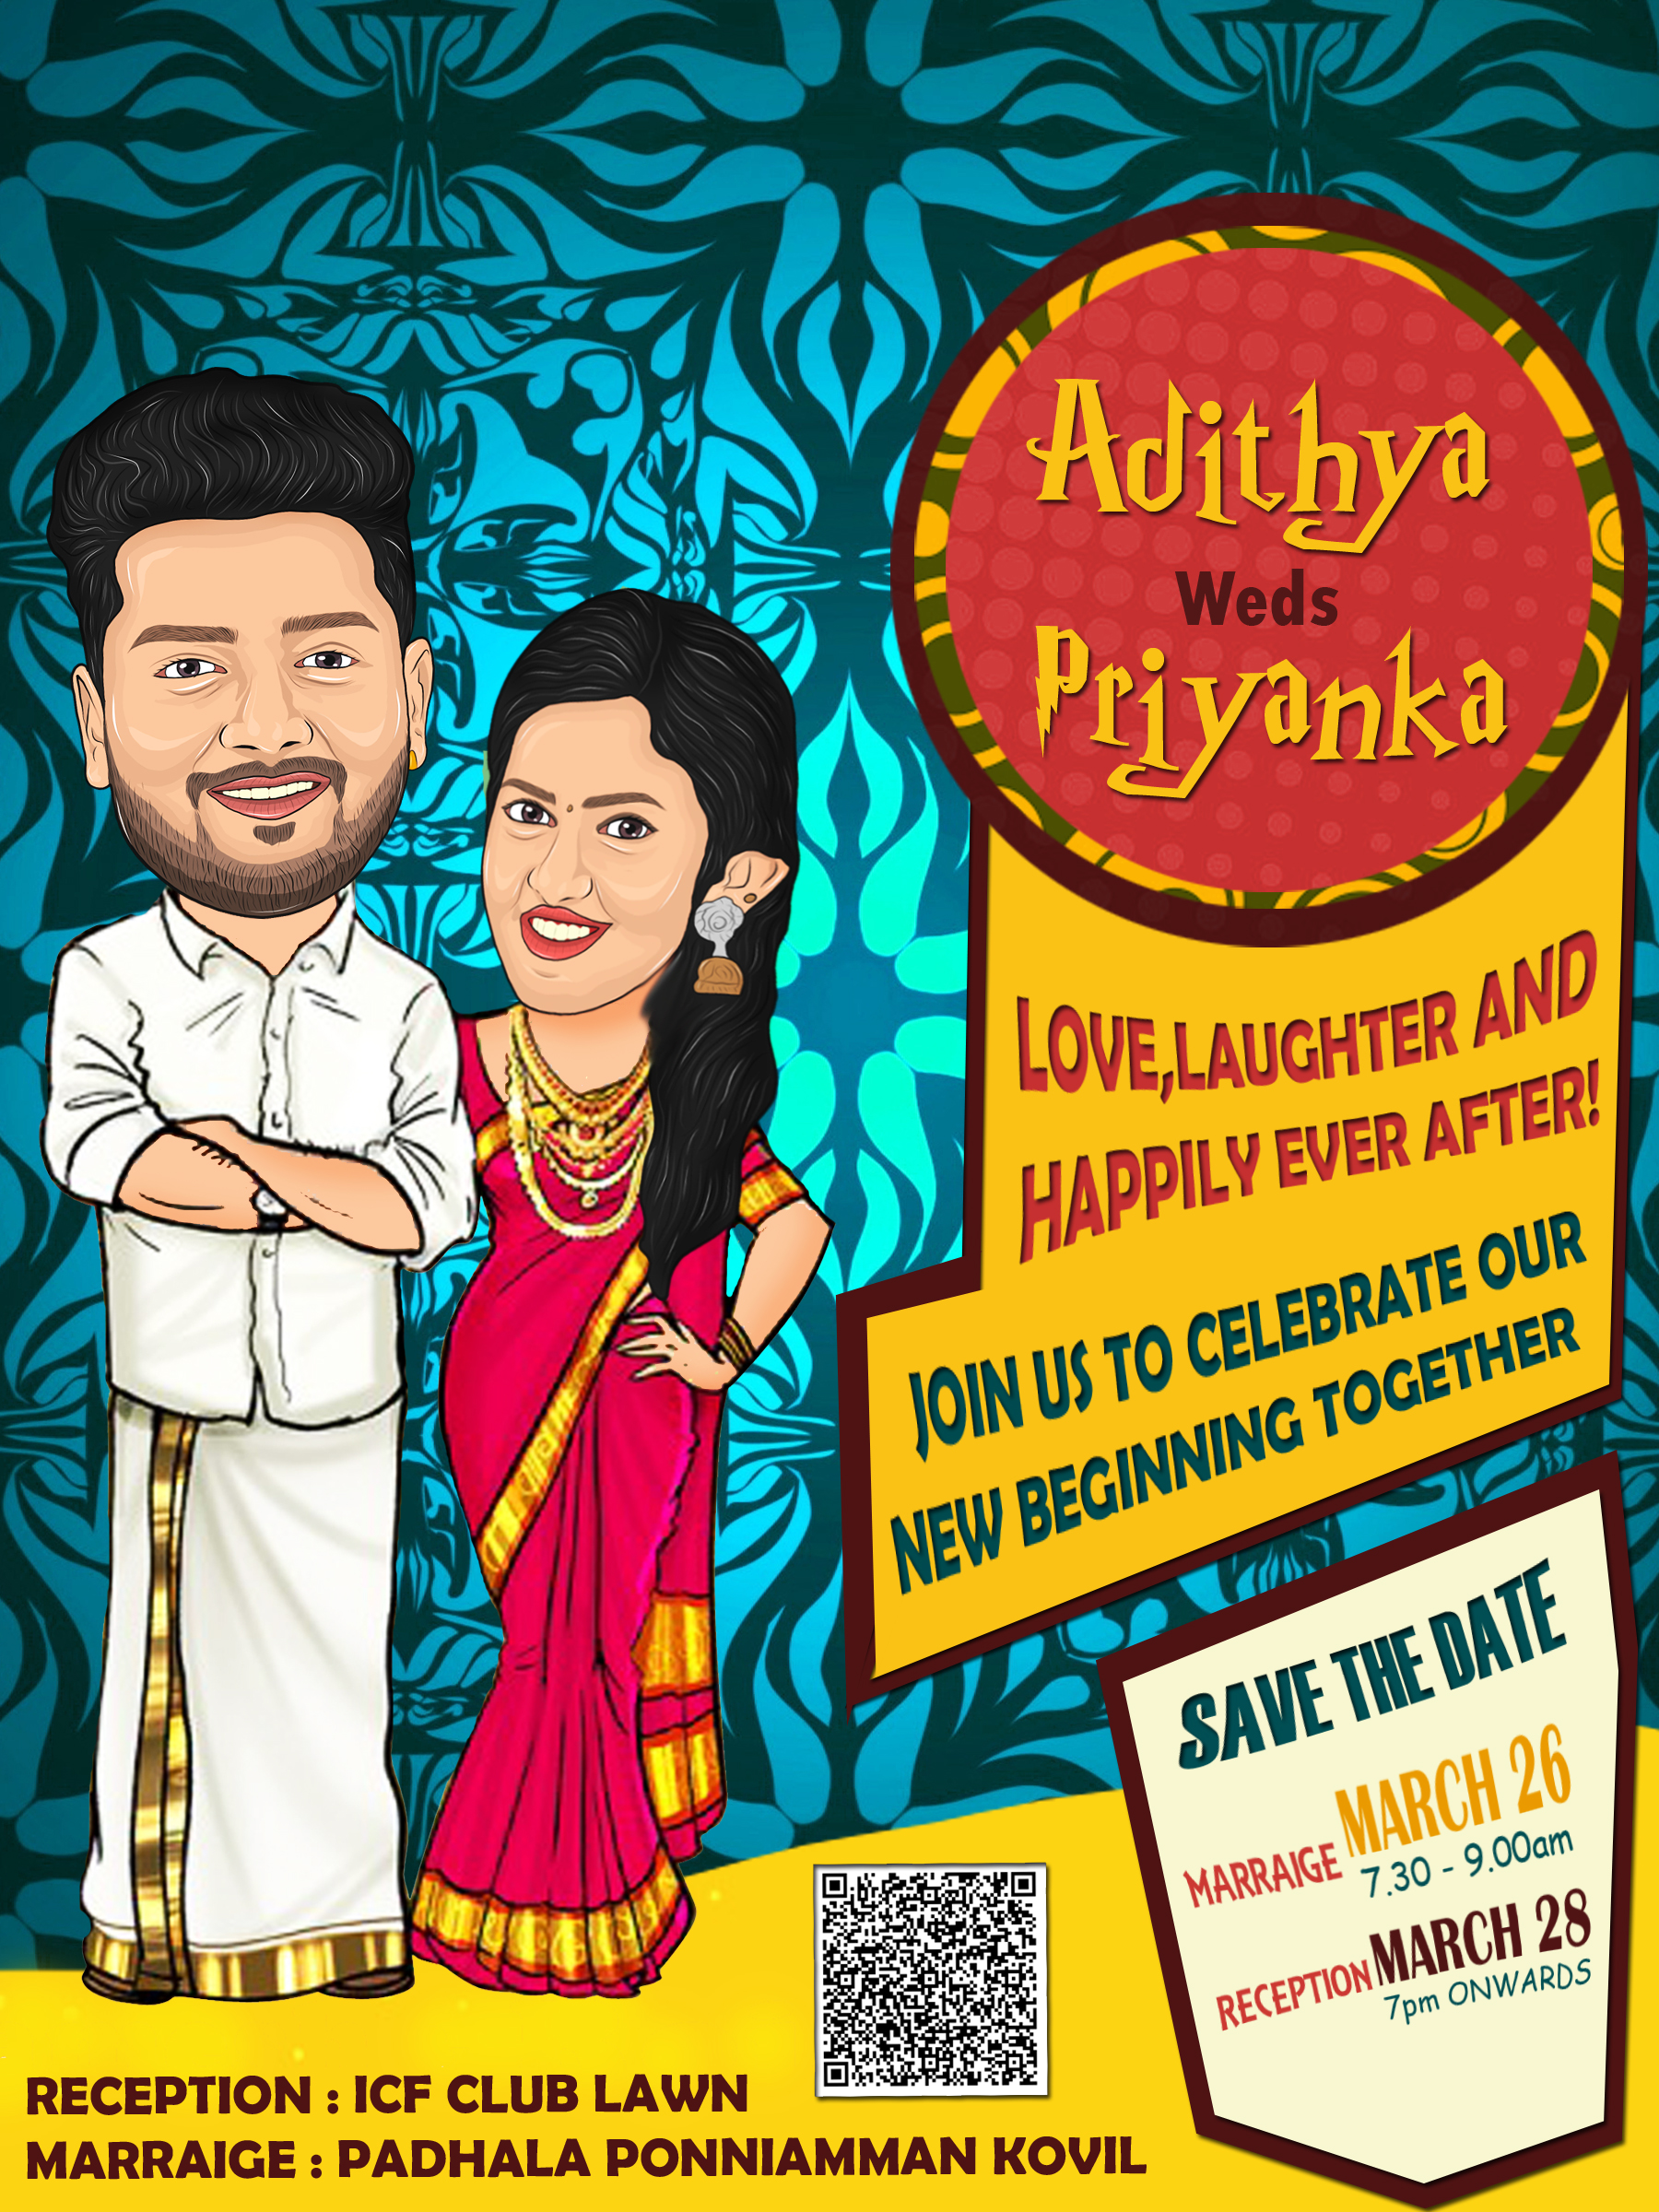 Adithya
Weds
Priyanka
LOVE,LAUGHTER AND
HAPPILY EVER AFTER!
JOIN US TO CELEBRATE OUR
NEW BEGINNING TOGETHER
SAVE THE DATE
MARRAIGE MARCH 26
7.30 - 9.00am
RECEPTION MARCH 28
7pm ONWARDS
RECEPTION : ICF CLUB LAWN
MARRAIGE : PADHALA PONNIAMMAN KOVIL